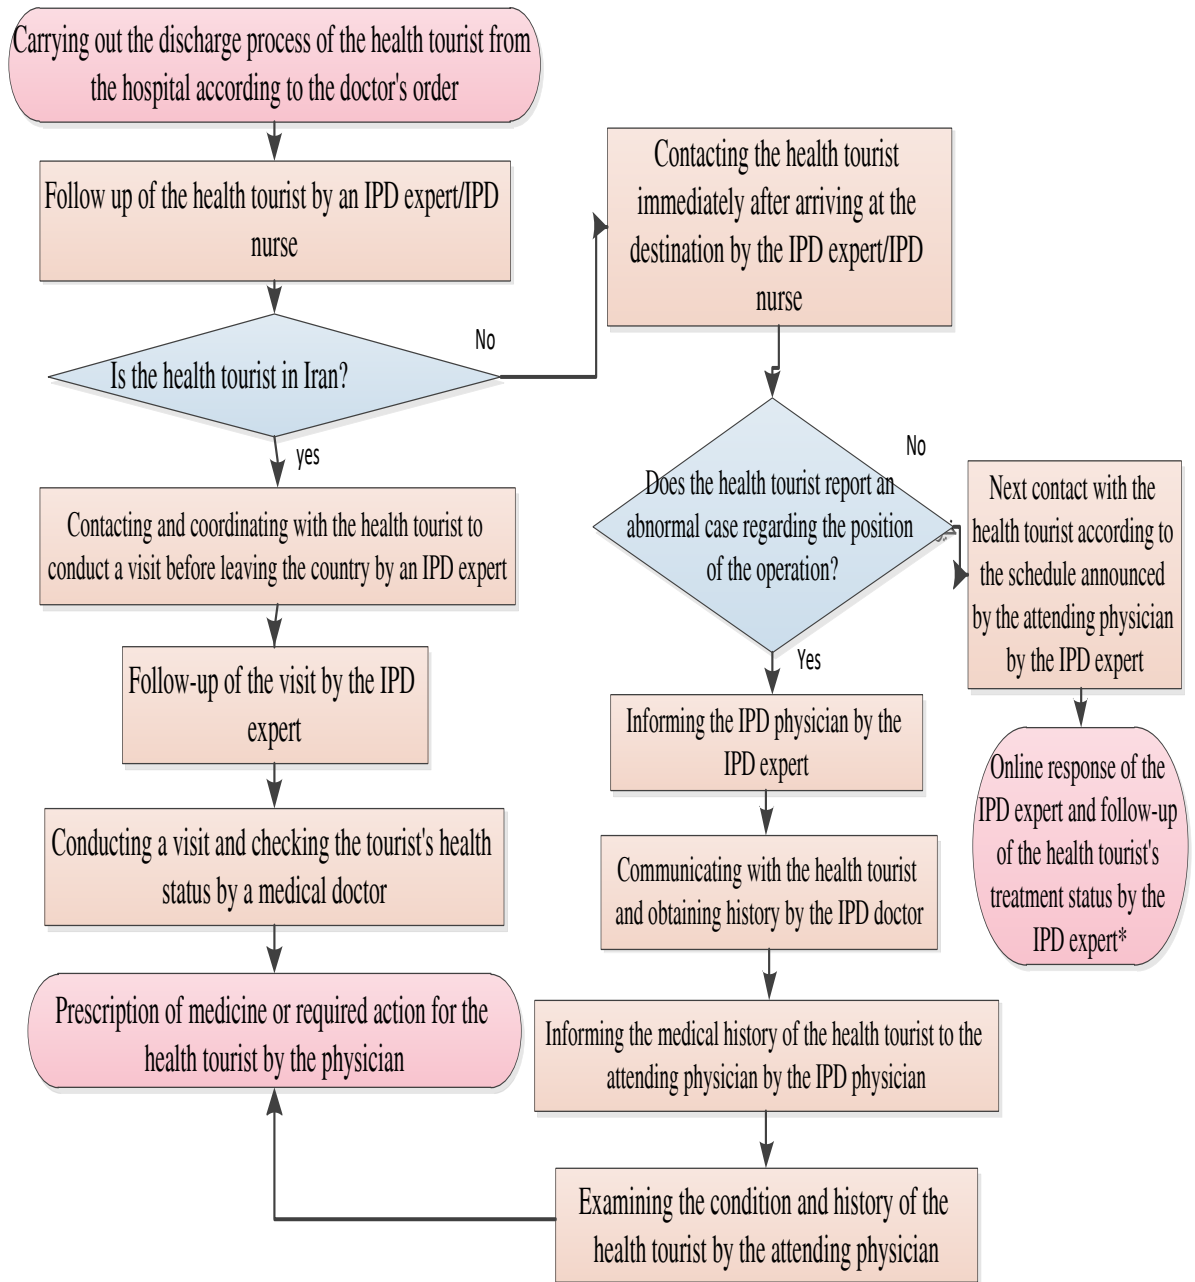 Carrying out the discharge process of the health tourist from
the hospital according to the doctor's order
Follow up of the health tourist by an IPD expert/IPD
nurse
Is the health tourist in Iran?
No
yes
Contacting and coordinating with the health tourist to
conduct a visit before leaving the country by an IPD expert
Follow-up of the visit by the IPD
expert
Conducting a visit and checking the tourist's health
status by a medical doctor
Prescription of medicine or required action for the
health tourist by the physician
Contacting the health tourist
immediately after arriving at the
destination by the IPD expert/IPD
nurse
Does the health tourist report an
abnormal case regarding the position
of the operation?
No
Yes
Informing the IPD physician by the
IPD expert
Communicating with the health tourist
and obtaining history by the IPD doctor
Informing the medical history of the health tourist to the
attending physician by the IPD physician
Examining the condition and history of the
health tourist by the attending physician
Next contact with the
health tourist according to
the schedule announced
by the attending physician
by the IPD expert
Online response of the
IPD expert and follow-up
of the health tourist's
treatment status by the
IPD expert*